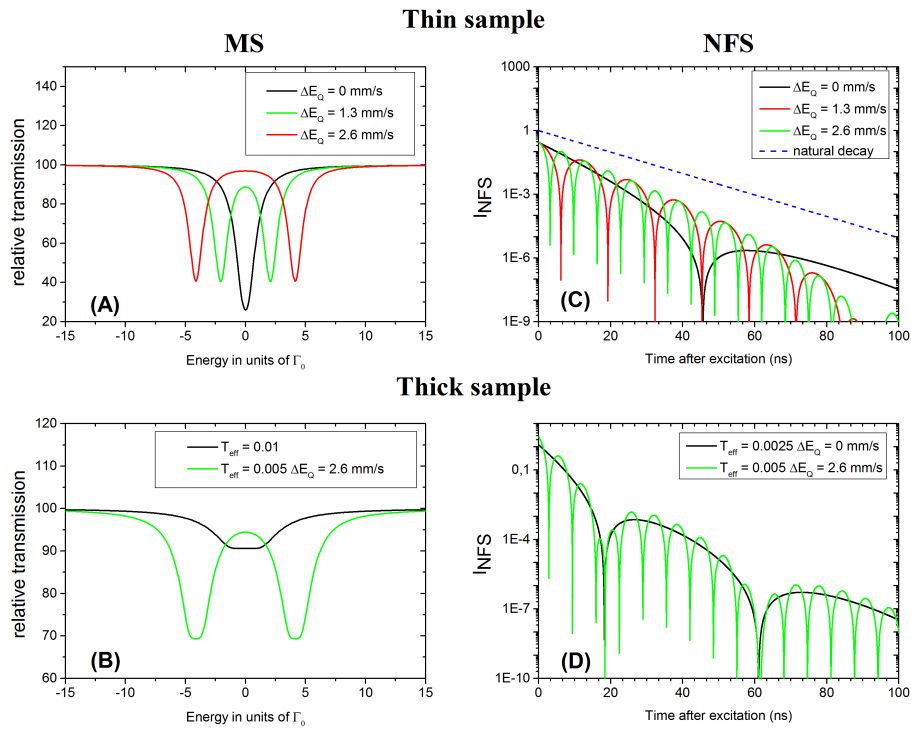 Thin sample
MS
NFS
150
140
120
100
80
60
40
20
-15
-10
-5
0
5
10
15
relative transmission
Energy in units of Γ₀
ΔE_Q = 0 mm/s
ΔE_Q = 1.3 mm/s
ΔE_Q = 2.6 mm/s
(A)
1000
1
1E-3
1E-6
1E-9
0
20
40
60
80
100
I_NFS
Time after excitation (ns)
ΔE_Q = 0 mm/s
ΔE_Q = 1.3 mm/s
ΔE_Q = 2.6 mm/s
natural decay
(C)
Thick sample
120
110
100
90
80
70
60
-15
-10
-5
0
5
10
15
relative transmission
Energy in units of Γ₀
T_eff = 0.01
T_eff = 0.005 ΔE_Q = 2.6 mm/s
(B)
0,1
1E-4
1E-7
1E-10
0
20
40
60
80
100
I_NFS
Time after excitation (ns)
T_eff = 0.0025 ΔE_Q = 0 mm/s
T_eff = 0.005 ΔE_Q = 2.6 mm/s
(D)